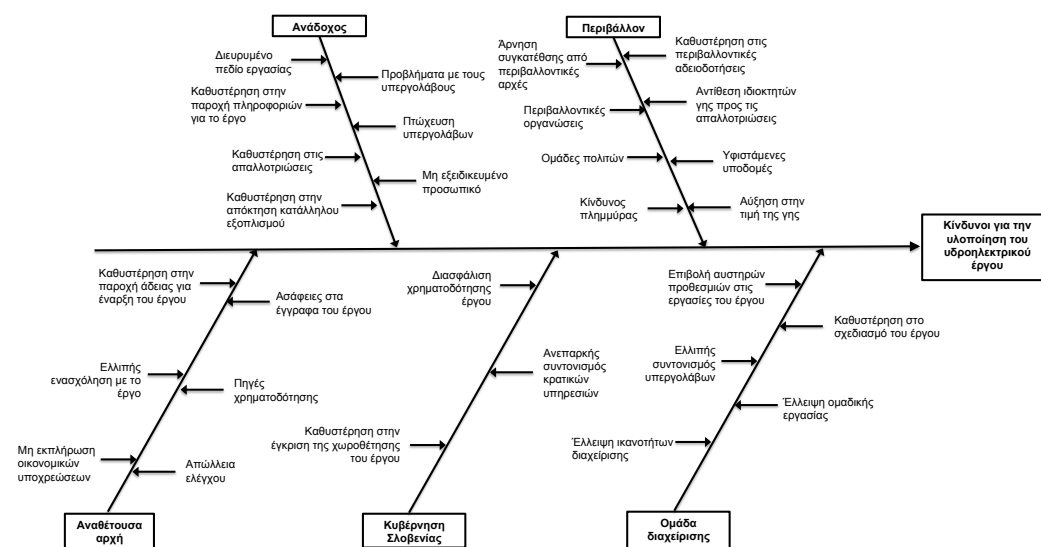 Ανάδοχος
Περιβάλλον
Διευρυμένο
πεδίο εργασίας
Προβλήματα με τους
υπεργολάβους
Καθυστέρηση στην
παροχή πληροφοριών
για το έργο
Πτώχευση
υπεργολάβων
Καθυστέρηση στις
απαλλοτριώσεις
Μη εξειδικευμένο
προσωπικό
Καθυστέρηση στην
απόκτηση κατάλληλου
εξοπλισμού
Άρνηση
συγκατέθσης από
περιβαλλοντικές
αρχές
Καθυστέρηση στις
περιβαλλοντικές
αδειοδοτήσεις
Περιβαλλοντικές
οργανώσεις
Αντίθεση ιδιοκτητών
γης προς τις
απαλλοτριώσεις
Ομάδες πολιτών
Υφιστάμενες
υποδομές
Κίνδυνος
πλημμύρας
Αύξηση στην
τιμή της γης
Κίνδυνοι για την
υλοποίηση του
υδροηλεκτρικού
έργου
Καθυστέρηση στην
παροχή άδειας για
έναρξη του έργου
Ασάφειες στα
έγγραφα του έργου
Ελλιπής
ενασχόληση με το
έργο
Πηγές
χρηματοδότησης
Μη εκπλήρωση
οικονομικών
υποχρεώσεων
Απώλλεια
ελέγχου
Διασφάλιση
χρηματοδότησης
έργου
Ανεπαρκής
συντονισμός
κρατικών
υπηρεσιών
Καθυστέρηση στην
έγκριση της χωροθέτησης
του έργου
Επιβολή αυστηρών
προθεσμιών στις
εργασίες του έργου
Καθυστέρηση στο
σχεδιασμό του έργου
Ελλιπής
συντονισμός
υπεργολάβων
Έλλειψη ομαδικής
εργασίας
Έλλειψη ικανοτήτων
διαχείρισης
Αναθέτουσα
αρχή
Κυβέρνηση
Σλοβενίας
Ομάδα
διαχείρισης